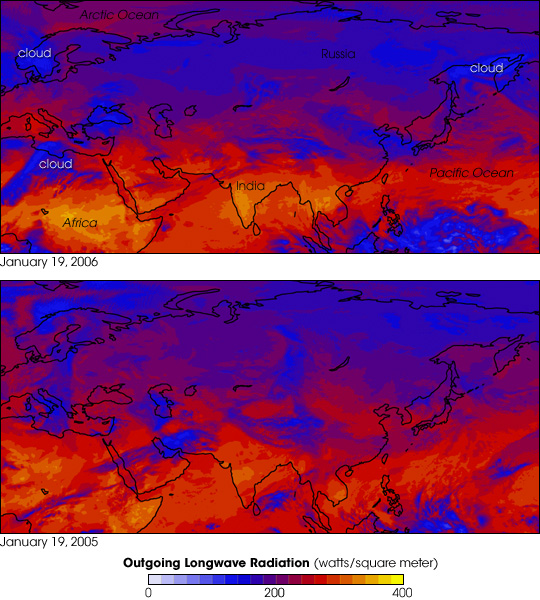 Arctic Ocean
cloud
Russia
cloud
cloud
Pacific Ocean
India
Africa
January 19, 2006
January 19, 2005
Outgoing Longwave Radiation (watts/square meter)
0 200 400